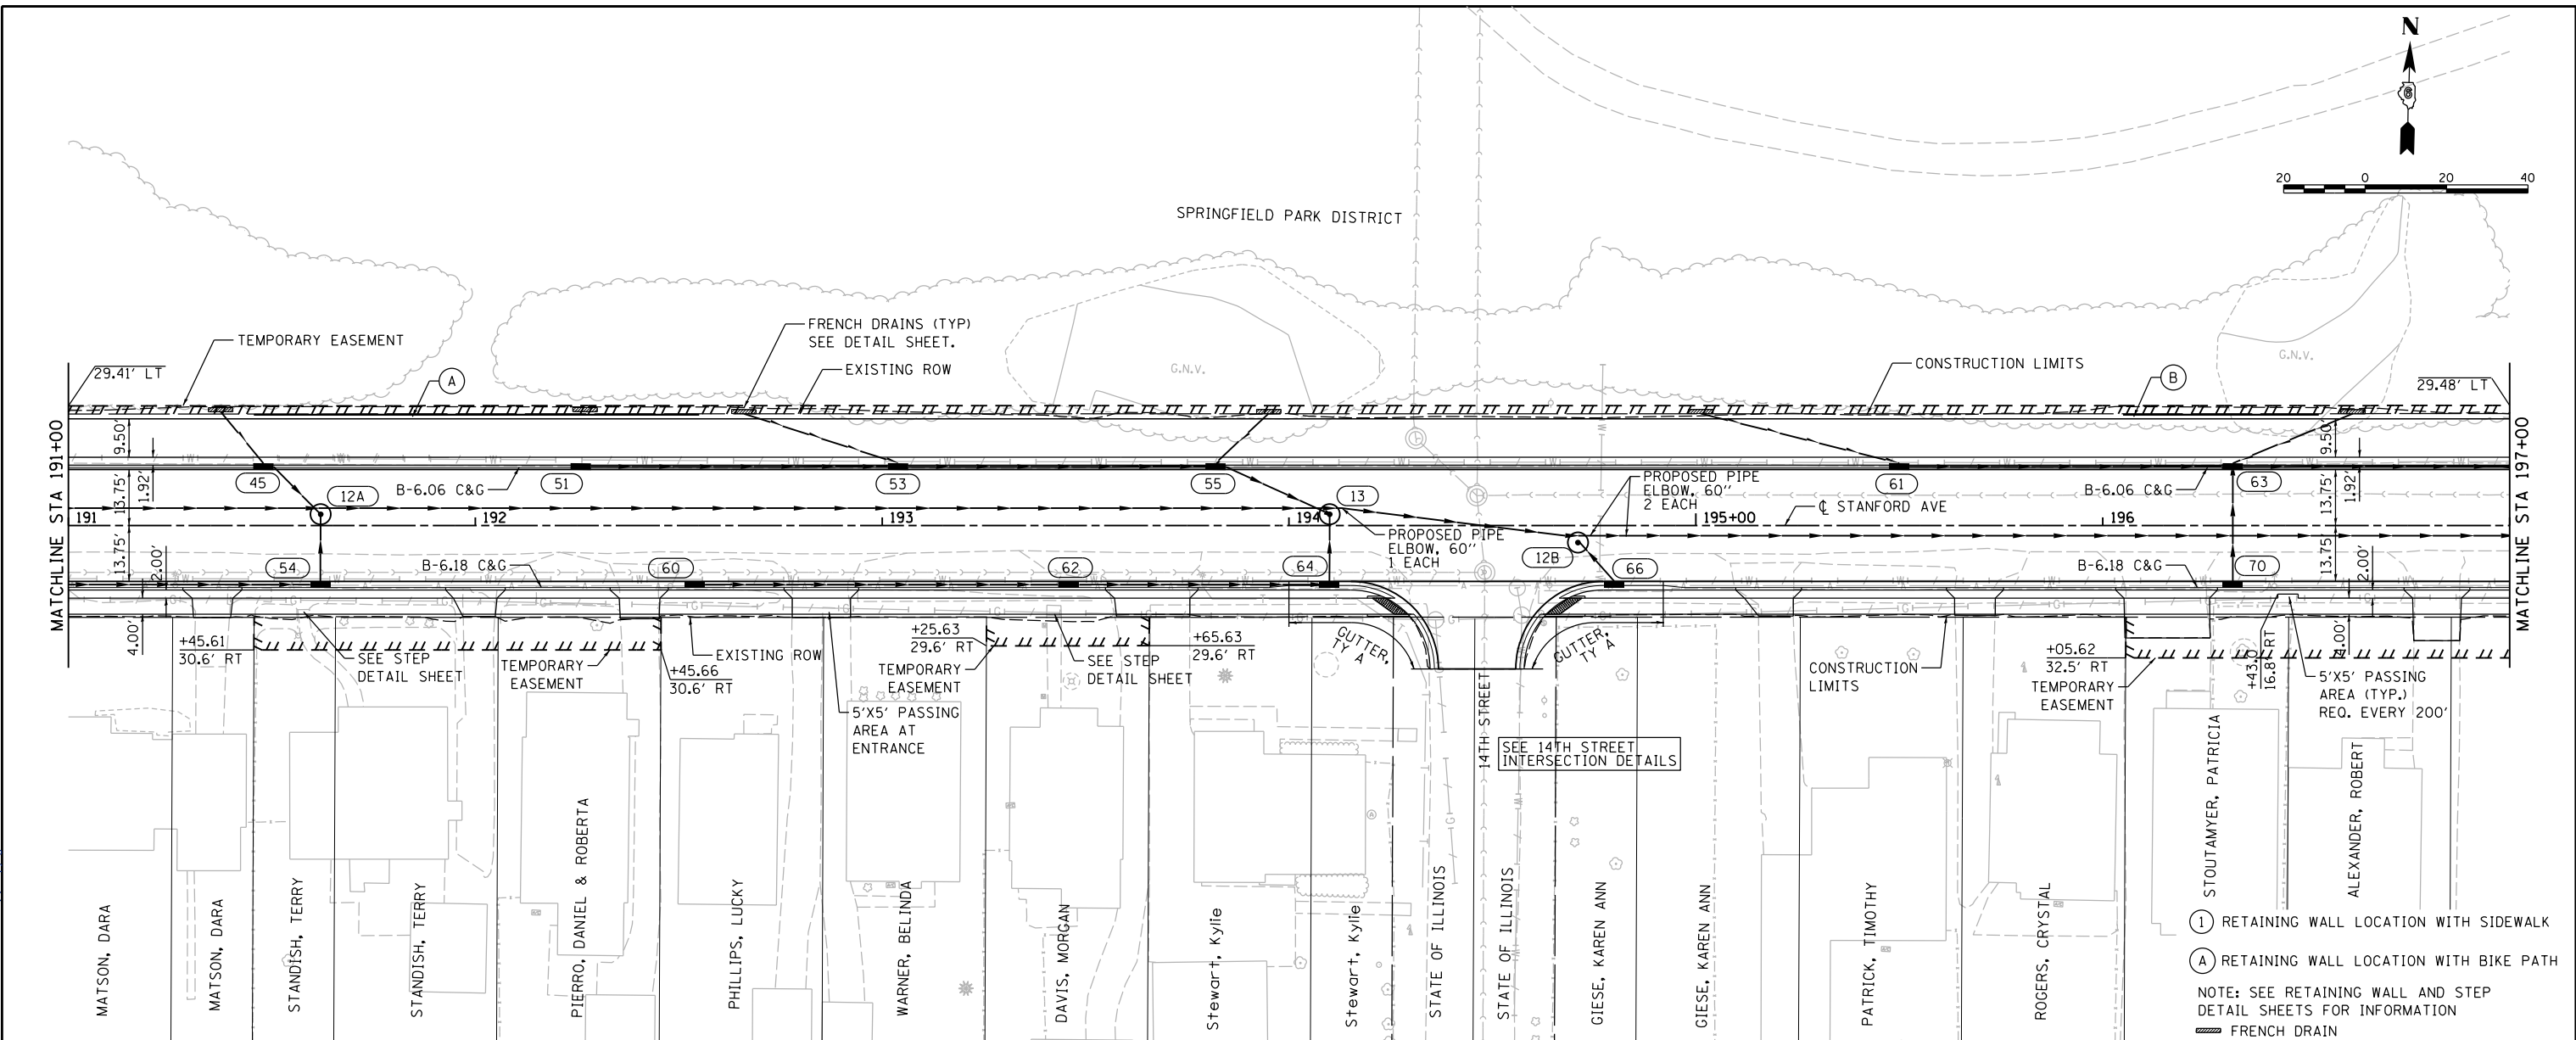 N
6
20 0 20 40
SPRINGFIELD PARK DISTRICT
TEMPORARY EASEMENT
FRENCH DRAINS (TYP)
SEE DETAIL SHEET.
EXISTING ROW
G.N.V.
CONSTRUCTION LIMITS
G.N.V.
29.41' LT
A
B
29.48' LT
MATCHLINE STA 191+00
MATCHLINE STA 197+00
9.50'
1.92'
13.75'
13.75'
2.00'
4.00'
45
12A
B-6.06 C&G
51
53
55
13
PROPOSED PIPE
ELBOW, 60"
2 EACH
61
B-6.06 C&G
63
9.50'
1.92'
13.75'
13.75'
2.00'
4.00'
191
192
193
194
195+00
℄ STANFORD AVE
196
PROPOSED PIPE
ELBOW, 60"
1 EACH
54
B-6.18 C&G
60
62
64
12B
66
B-6.18 C&G
70
+45.61
30.6' RT
SEE STEP
DETAIL SHEET
TEMPORARY
EASEMENT
+45.66
30.6' RT
EXISTING ROW
5'X5' PASSING
AREA AT
ENTRANCE
+25.63
29.6' RT
TEMPORARY
EASEMENT
SEE STEP
DETAIL SHEET
+65.63
29.6' RT
GUTTER,
TY A
GUTTER,
TY A
14TH STREET
SEE 14TH STREET
INTERSECTION DETAILS
CONSTRUCTION
LIMITS
+05.62
32.5' RT
TEMPORARY
EASEMENT
+43.0
16.8' RT
5'X5' PASSING
AREA (TYP.)
REQ. EVERY 200'
MATSON, DARA
MATSON, DARA
STANDISH, TERRY
STANDISH, TERRY
PIERRO, DANIEL & ROBERTA
PHILLIPS, LUCKY
WARNER, BELINDA
DAVIS, MORGAN
Stewart, Kylie
Stewart, Kylie
STATE OF ILLINOIS
STATE OF ILLINOIS
GIESE, KAREN ANN
GIESE, KAREN ANN
PATRICK, TIMOTHY
ROGERS, CRYSTAL
STOUTAMYER, PATRICIA
ALEXANDER, ROBERT
1 RETAINING WALL LOCATION WITH SIDEWALK
A RETAINING WALL LOCATION WITH BIKE PATH
NOTE: SEE RETAINING WALL AND STEP
DETAIL SHEETS FOR INFORMATION
FRENCH DRAIN